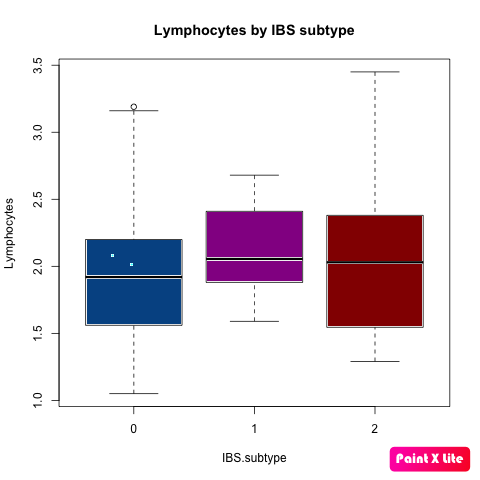 Lymphocytes by IBS subtype
3.5
3.0
2.5
2.0
1.5
1.0
Lymphocytes
0 1 2
IBS.subtype
Paint X Lite